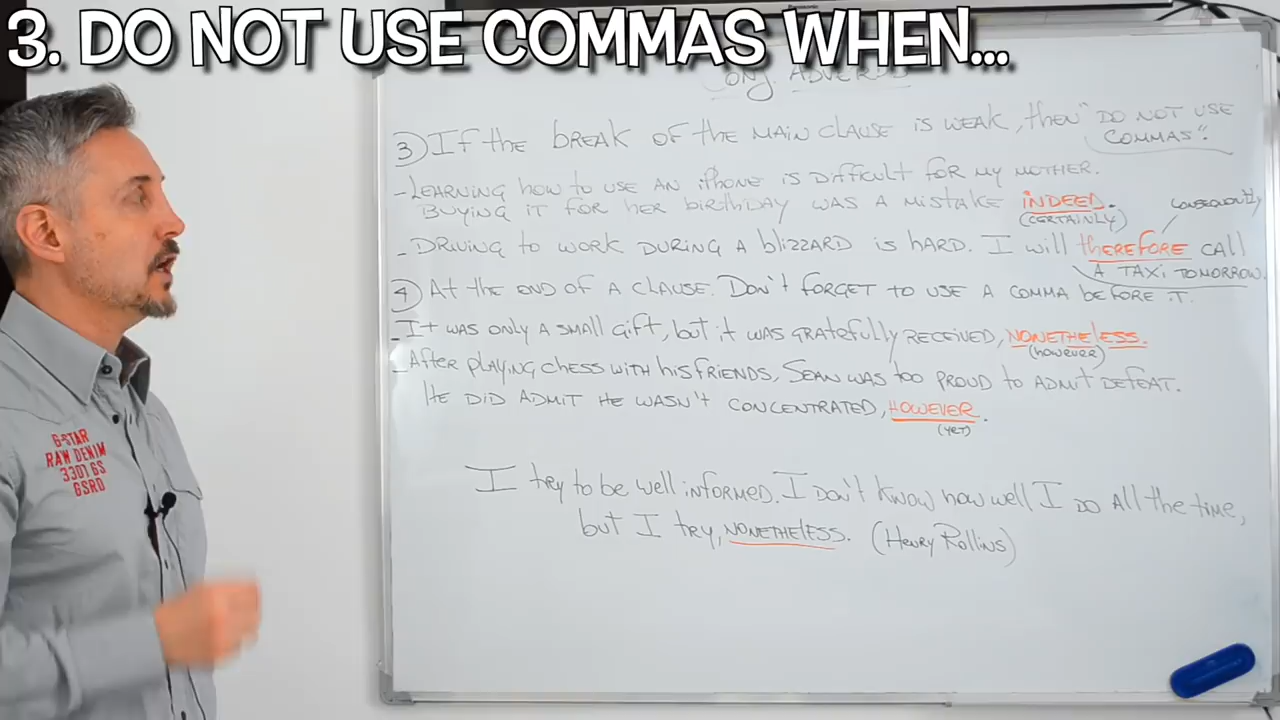 3. DO NOT USE COMMAS WHEN...
Panasonic
CONJ. ADVERBS
3) If the BREAK OF the MAIN CLAUSE IS WEAK, then "DO NOT USE
COMMAS".
- LEARNING how to USE AN iPhone is Difficult for my MOTHER.
BUYING it FOR her BIRTHDAY WAS A MISTAKE INDEED.
(CERTAINLY)
CONSEQUENTLY
- DRIVING to WORK DURING A BLIZZARD is HARD. I will thEREFORE CALL
A TAXI TOMORROW.
4) At the END OF A CLAUSE. Don't FORGET to USE A COMMA bEFORE it.
- It WAS ONLY A SMALL Gift, but it WAS GRATEFULLY RECEIVED, NONETHELESS.
(however)
- After PLAYING CHESS WITH his FRIENDS, SEAN WAS too PROUD to ADMIT DEFEAT.
He DID ADMIT HE WASN'T CONCENTRATED, HOWEVER.
(YET)
I try to be well informed. I DON'T KNOW how well I DO ALL the time,
but I try, NONETHELESS. (Henry Rollins)
G-STAR
RAW DENIM
3301 GS
GSRD